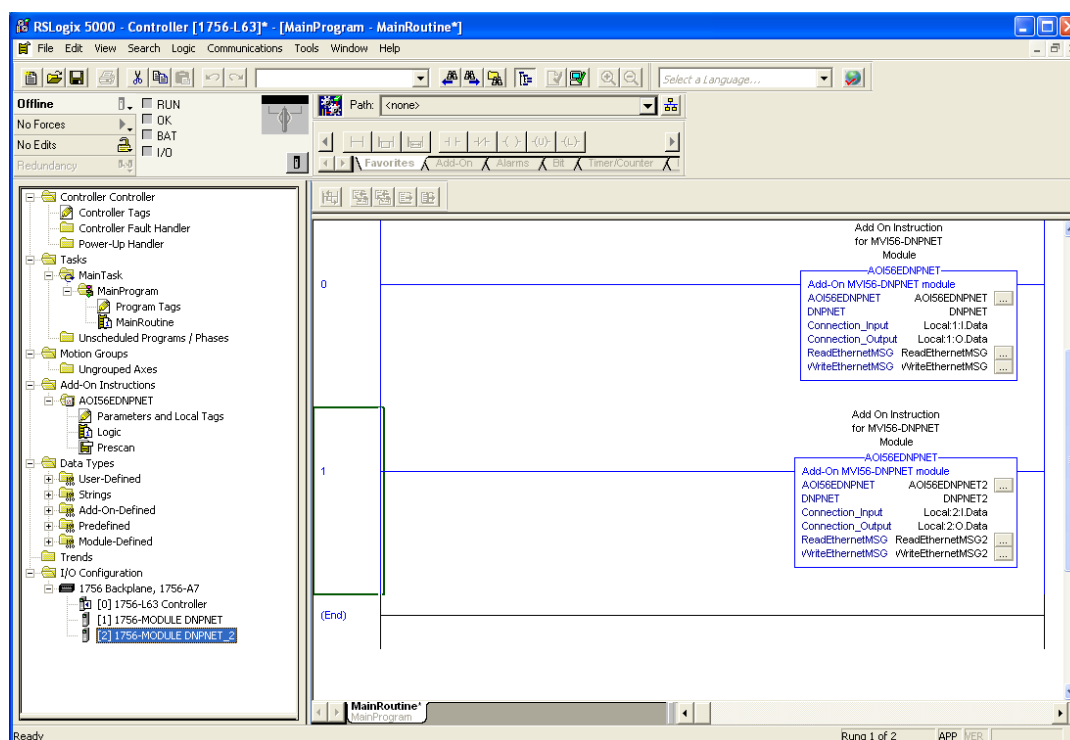 RSLogix 5000 - Controller [1756-L63]* - [MainProgram - MainRoutine*]
File Edit View Search Logic Communications Tools Window Help
Select a Language...
Offline
RUN
No Forces
OK
No Edits
BAT
Redundancy
I/O
Path: <none>
Favorites Add-On Alarms Bit Timer/Counter
Controller Controller
Controller Tags
Controller Fault Handler
Power-Up Handler
Tasks
MainTask
MainProgram
Program Tags
MainRoutine
Unscheduled Programs / Phases
Motion Groups
Ungrouped Axes
Add-On Instructions
AOI56EDNPNET
Parameters and Local Tags
Logic
Prescan
Data Types
User-Defined
Strings
Add-On-Defined
Predefined
Module-Defined
Trends
I/O Configuration
1756 Backplane, 1756-A7
[0] 1756-L63 Controller
[1] 1756-MODULE DNPNET
[2] 1756-MODULE DNPNET_2
0
Add On Instruction
for MVI56-DNPNET
Module
AOI56EDNPNET
Add-On MVI56-DNPNET module
AOI56EDNPNET AOI56EDNPNET ...
DNPNET DNPNET
Connection_Input Local:1:I.Data
Connection_Output Local:1:O.Data
ReadEthernetMSG ReadEthernetMSG ...
WriteEthernetMSG WriteEthernetMSG ...
1
Add On Instruction
for MVI56-DNPNET
Module
AOI56EDNPNET
Add-On MVI56-DNPNET module
AOI56EDNPNET AOI56EDNPNET2 ...
DNPNET DNPNET2
Connection_Input Local:2:I.Data
Connection_Output Local:2:O.Data
ReadEthernetMSG ReadEthernetMSG2 ...
WriteEthernetMSG WriteEthernetMSG2 ...
(End)
MainRoutine*
MainProgram
Ready
Rung 1 of 2 APP VER